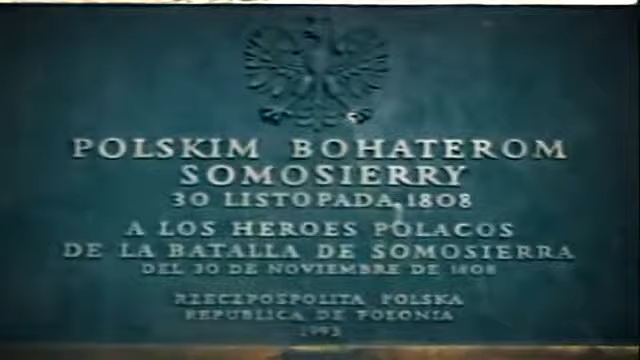 POLSKIM BOHATEROM
SOMOSIERRY
30 LISTOPADA 1808
A LOS HEROES POLACOS
DE LA BATALLA DE SOMOSIERRA
DEL 30 DE NOVIEMBRE DE 1808
RZECZPOSPOLITA POLSKA
REPUBLICA DE POLONIA